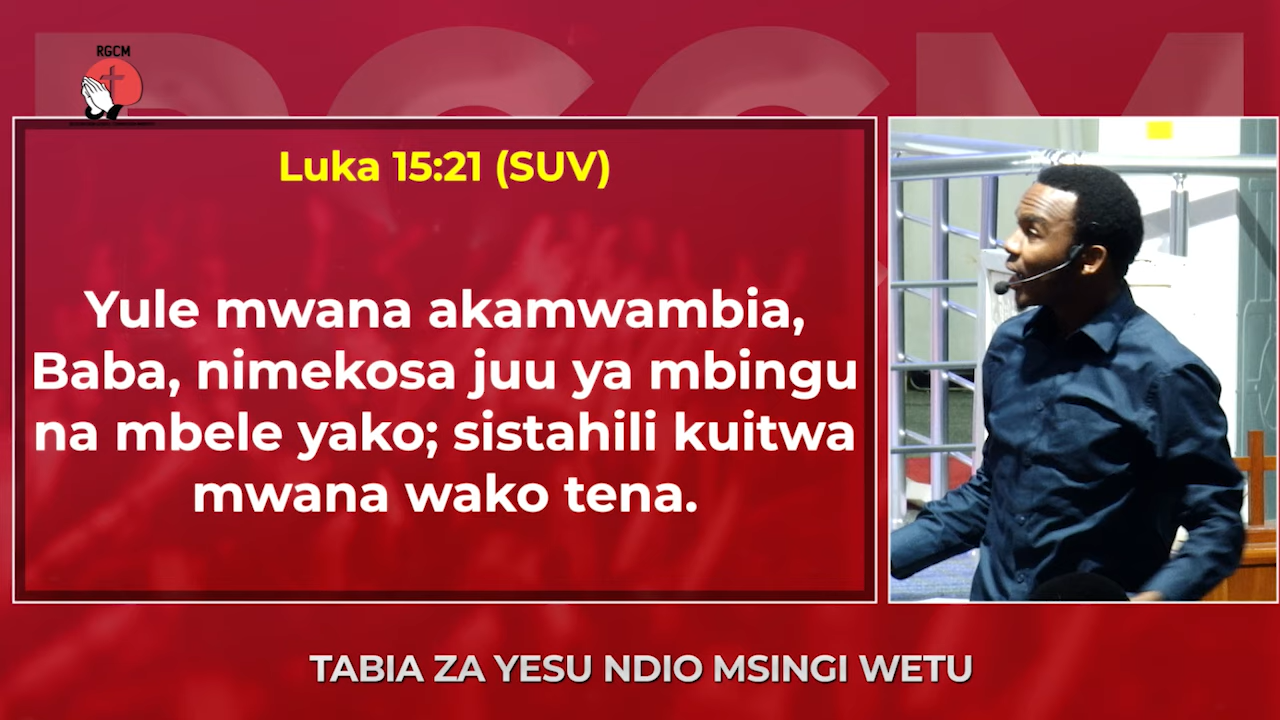 RGCM
RGCM
Luka 15:21 (SUV)
Yule mwana akamwambia,
Baba, nimekosa juu ya mbingu
na mbele yako; sistahili kuitwa
mwana wako tena.
TABIA ZA YESU NDIO MSINGI WETU